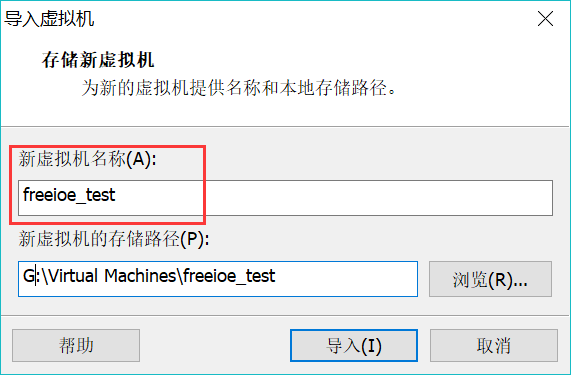 导入虚拟机
存储新虚拟机
为新的虚拟机提供名称和本地存储路径。
新虚拟机名称(A):
freeioe_test
新虚拟机的存储路径(P):
G:\Virtual Machines\freeioe_test
浏览(R)...
帮助
导入(I)
取消